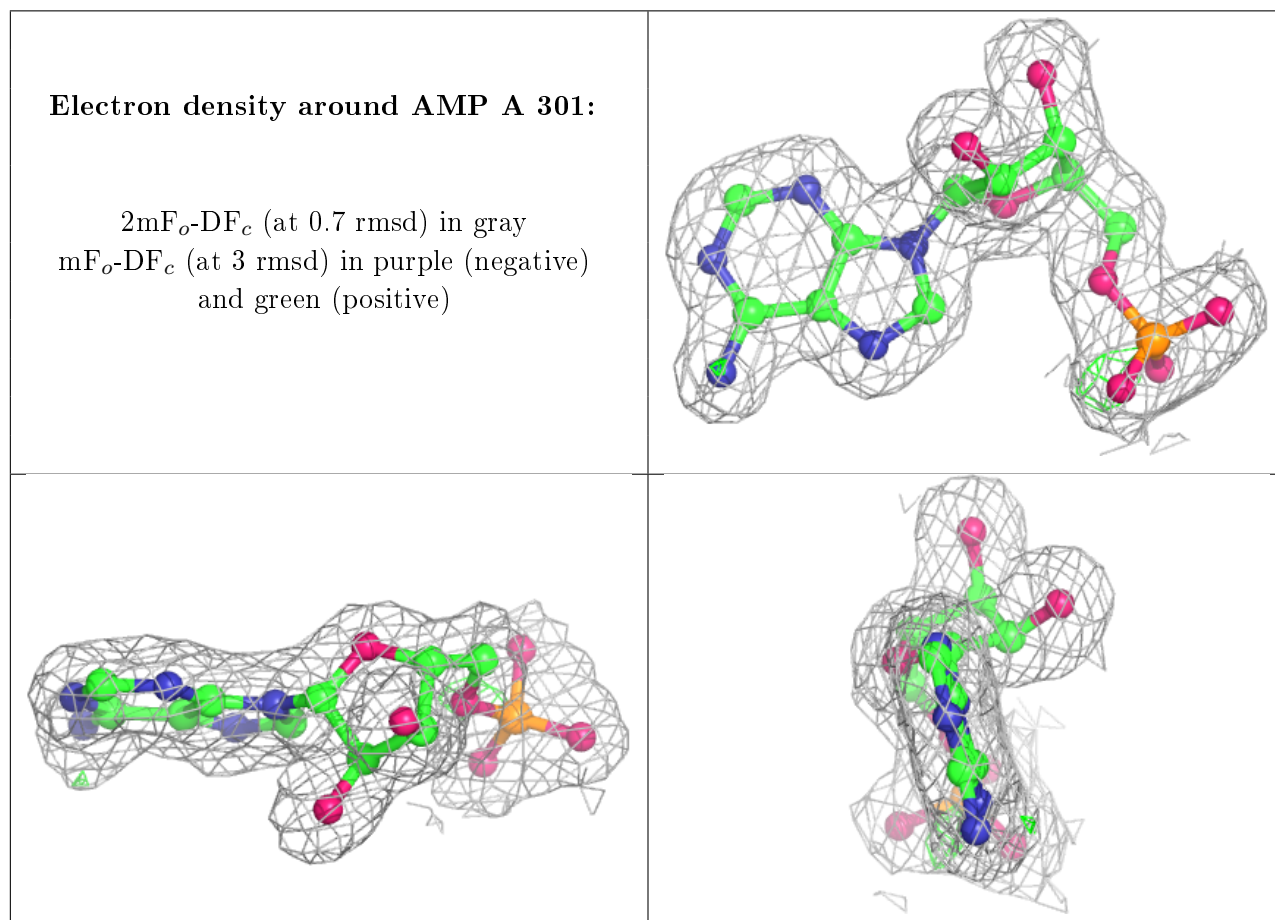 Electron density around AMP A 301:
2mFₒ-DF𝒸 (at 0.7 rmsd) in gray
mFₒ-DF𝒸 (at 3 rmsd) in purple (negative)
and green (positive)